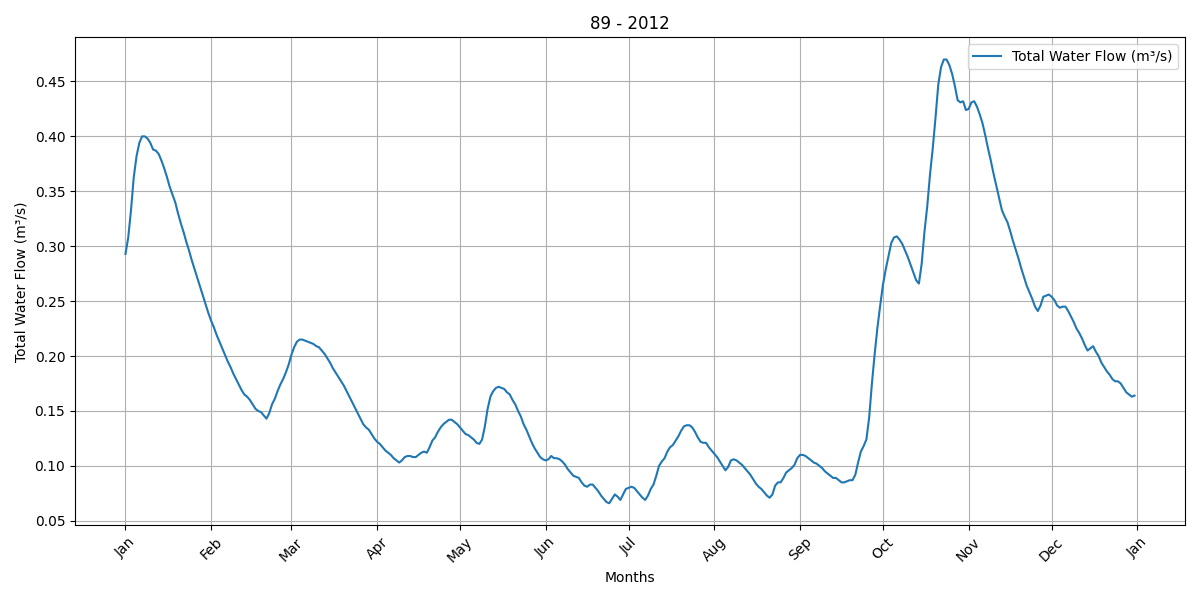 89 - 2012
Total Water Flow (m³/s)
Total Water Flow (m³/s)
0.45
0.40
0.35
0.30
0.25
0.20
0.15
0.10
0.05
Jan
Feb
Mar
Apr
May
Jun
Jul
Aug
Sep
Oct
Nov
Dec
Jan
Months